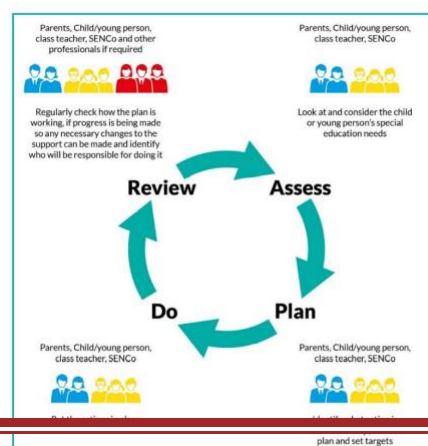 Parents, Child/young person,
class teacher, SENCo and other
professionals if required
Regularly check how the plan is
working, if progress is being made
so any necessary changes to the
support can be made and identify
who will be responsible for doing it
Parents, Child/young person,
class teacher, SENCo
Look at and consider the child
or young person's special
education needs
Review
Assess
Do
Plan
Parents, Child/young person,
class teacher, SENCo
Parents, Child/young person,
class teacher, SENCo
plan and set targets